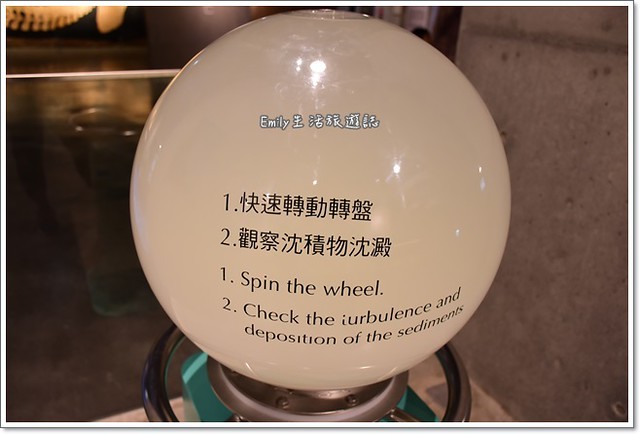 Emily生活旅遊誌
1.快速轉動轉盤
2.觀察沈積物沈澱
1. Spin the wheel.
2. Check the turbulence and
deposition of the sediments